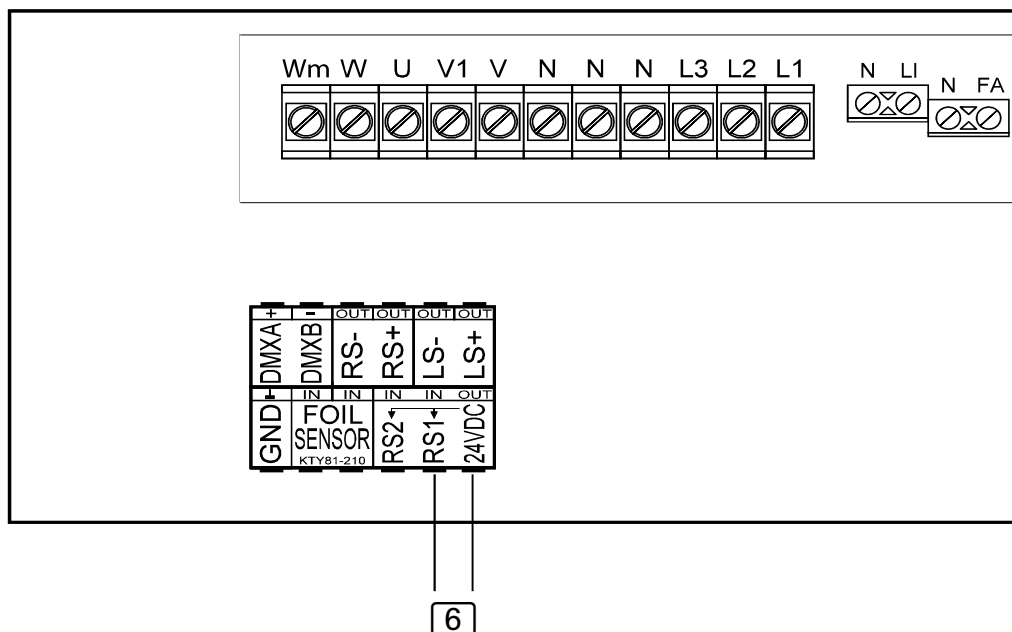 Wm W U V1 V N N N L3 L2 L1
N LI
N FA
+ - OUT OUT OUT OUT
DMXA DMXB RS- RS+ LS- LS+
IN IN IN IN OUT
GND FOIL SENSOR KTY81-210 RS2 RS1 24VDC
6